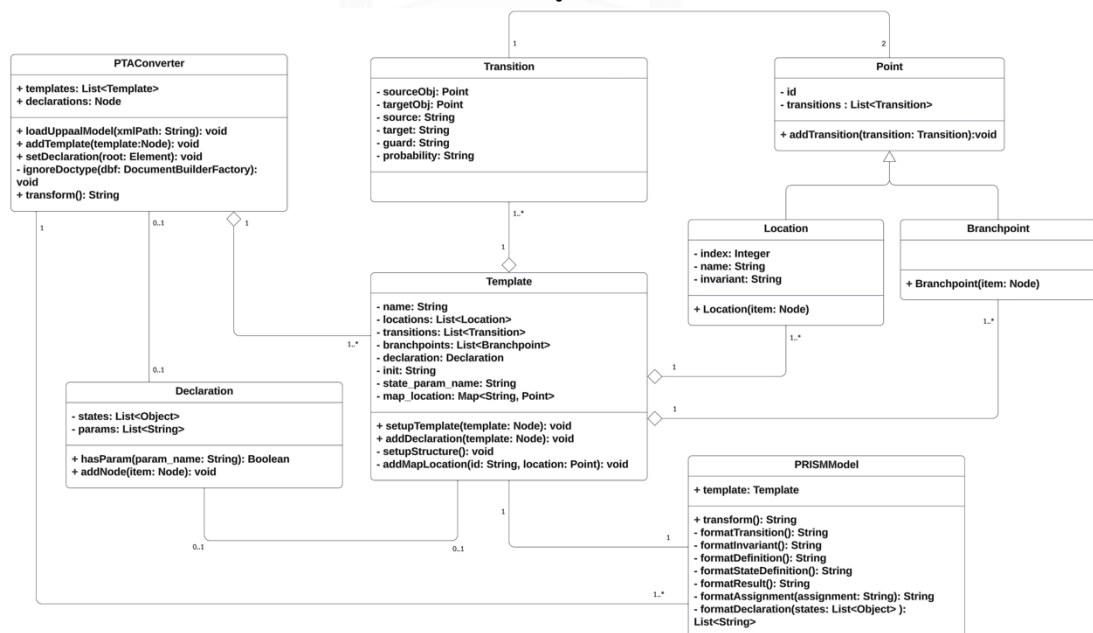 1
2
PTAConverter
+ templates: List<Template>
+ declarations: Node
+ loadUppaalModel(xmlPath: String): void
+ addTemplate(template:Node): void
+ setDeclaration(root: Element): void
- ignoreDoctype(dbf: DocumentBuilderFactory):
void
+ transform(): String
Transition
- sourceObj: Point
- targetObj: Point
- source: String
- target: String
- guard: String
- probability: String
Point
- id
- transitions : List<Transition>
+ addTransition(transition: Transition):void
1
0..1
1
1..*
1
Location
- index: Integer
- name: String
- invariant: String
+ Location(item: Node)
Branchpoint
+ Branchpoint(item: Node)
1..*
1..*
1
1
Template
- name: String
- locations: List<Location>
- transitions: List<Transition>
- branchpoints: List<Branchpoint>
- declaration: Declaration
- init: String
- state_param_name: String
- map_location: Map<String, Point>
+ setupTemplate(template: Node): void
+ addDeclaration(template: Node): void
- setupStructure(): void
- addMapLocation(id: String, location: Point): void
1..*
0..1
Declaration
- states: List<Object>
- params: List<String>
+ hasParam(param_name: String): Boolean
+ addNode(item: Node): void
0..1
0..1
1
1
1..*
PRISMModel
+ template: Template
+ transform(): String
- formatTransition(): String
- formatInvariant(): String
- formatDefinition(): String
- formatStateDefinition(): String
- formatResult(): String
- formatAssignment(assignment: String): String
- formatDeclaration(states: List<Object> ):
List<String>